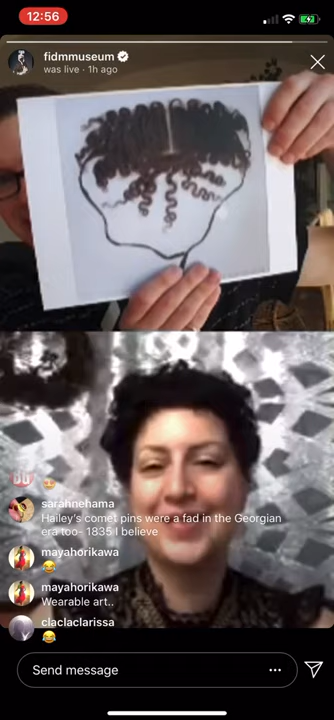 12:56
fidmmuseum
was live · 1h ago
sarahnehama
Hailey's comet pins were a fad in the Georgian
era too- 1835 I believe
mayahorikawa
😂
mayahorikawa
Wearable art..
claclaclarissa
😂
Send message